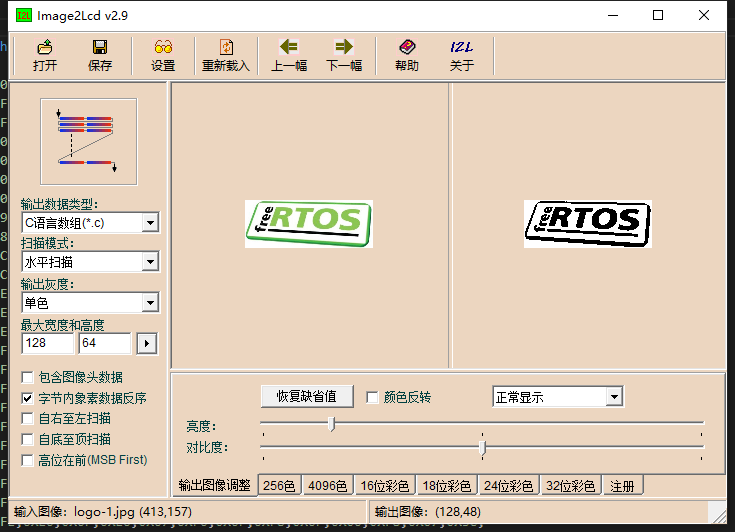 Image2Lcd v2.9
打开 保存 设置 重新载入 上一幅 下一幅 帮助 关于
输出数据类型:
C语言数组(*.c)
扫描模式:
水平扫描
输出灰度:
单色
最大宽度和高度
128 64
包含图像头数据
字节内象素数据反序
自右至左扫描
自底至顶扫描
高位在前(MSB First)
free RTOS
free RTOS
恢复缺省值 颜色反转 正常显示
亮度:
对比度:
输出图像调整 256色 4096色 16位彩色 18位彩色 24位彩色 32位彩色 注册
输入图像: logo-1.jpg (413,157) 输出图像: (128,48)